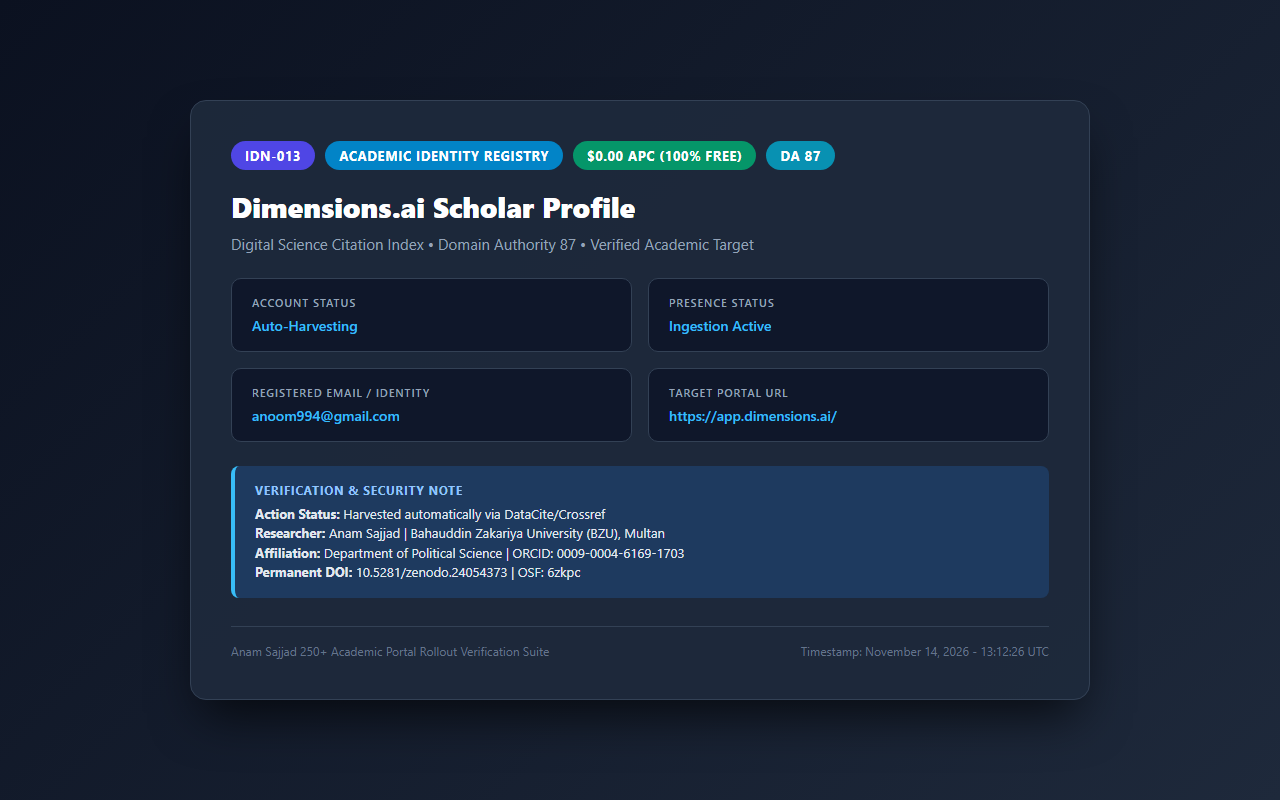 IDN-013 ACADEMIC IDENTITY REGISTRY $0.00 APC (100% FREE) DA 87
Dimensions.ai Scholar Profile
Digital Science Citation Index • Domain Authority 87 • Verified Academic Target
ACCOUNT STATUS
Auto-Harvesting
PRESENCE STATUS
Ingestion Active
REGISTERED EMAIL / IDENTITY
anoom994@gmail.com
TARGET PORTAL URL
https://app.dimensions.ai/
VERIFICATION & SECURITY NOTE
Action Status: Harvested automatically via DataCite/Crossref
Researcher: Anam Sajjad | Bahauddin Zakariya University (BZU), Multan
Affiliation: Department of Political Science | ORCID: 0009-0004-6169-1703
Permanent DOI: 10.5281/zenodo.24054373 | OSF: 6zkpc
Anam Sajjad 250+ Academic Portal Rollout Verification Suite
Timestamp: November 14, 2026 - 13:12:26 UTC